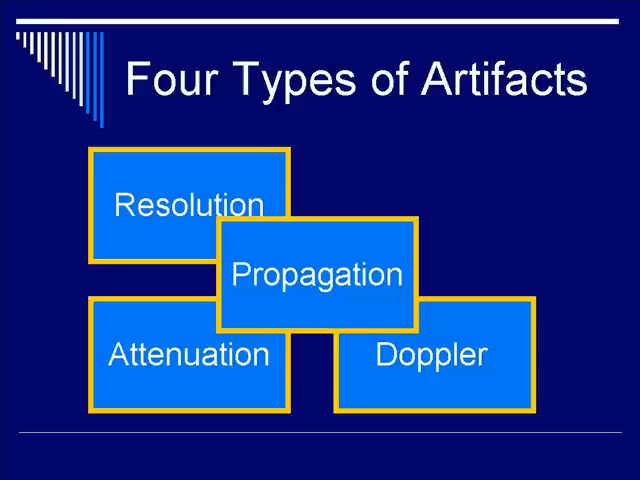 Four Types of Artifacts
Resolution
Propagation
Attenuation
Doppler